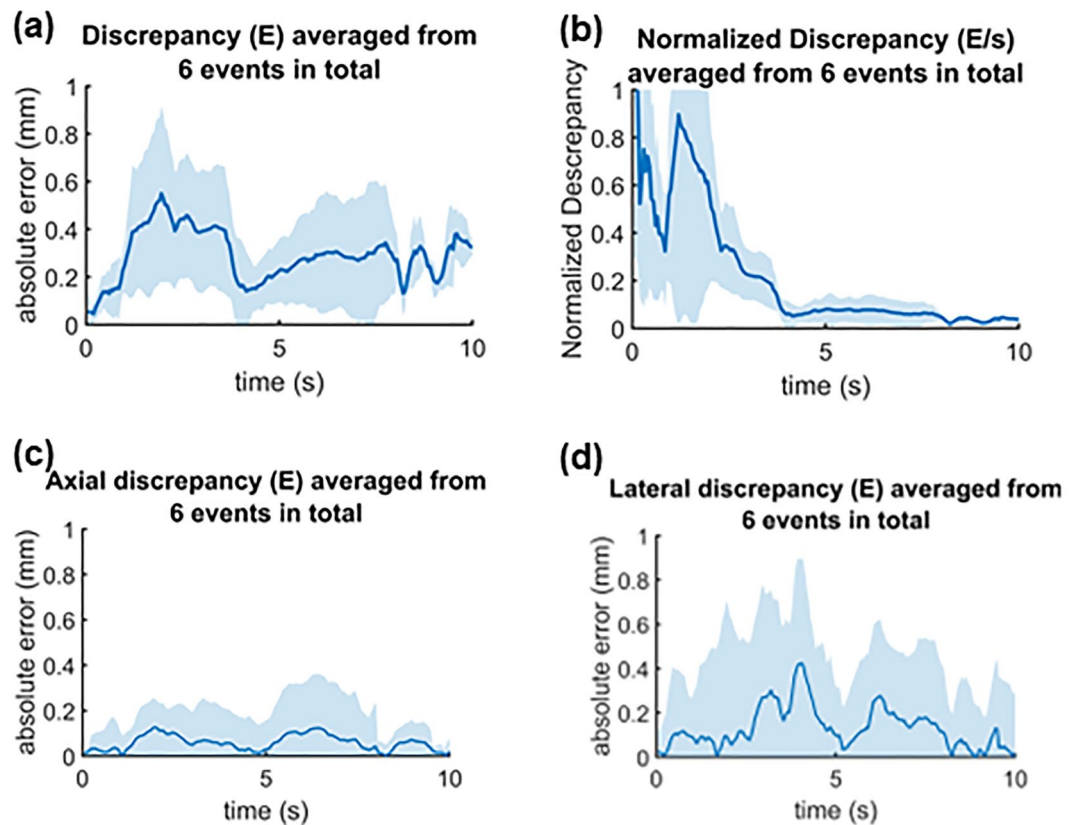 (a)
Discrepancy (E) averaged from
6 events in total
absolute error (mm)
1
0.8
0.6
0.4
0.2
0
0
5
10
time (s)
(b)
Normalized Discrepancy (E/s)
averaged from 6 events in total
Normalized Descrepancy
1
0.8
0.6
0.4
0.2
0
0
5
10
time (s)
(c)
Axial discrepancy (E) averaged from
6 events in total
absolute error (mm)
1
0.8
0.6
0.4
0.2
0
0
5
10
time (s)
(d)
Lateral discrepancy (E) averaged from
6 events in total
absolute error (mm)
1
0.8
0.6
0.4
0.2
0
0
5
10
time (s)